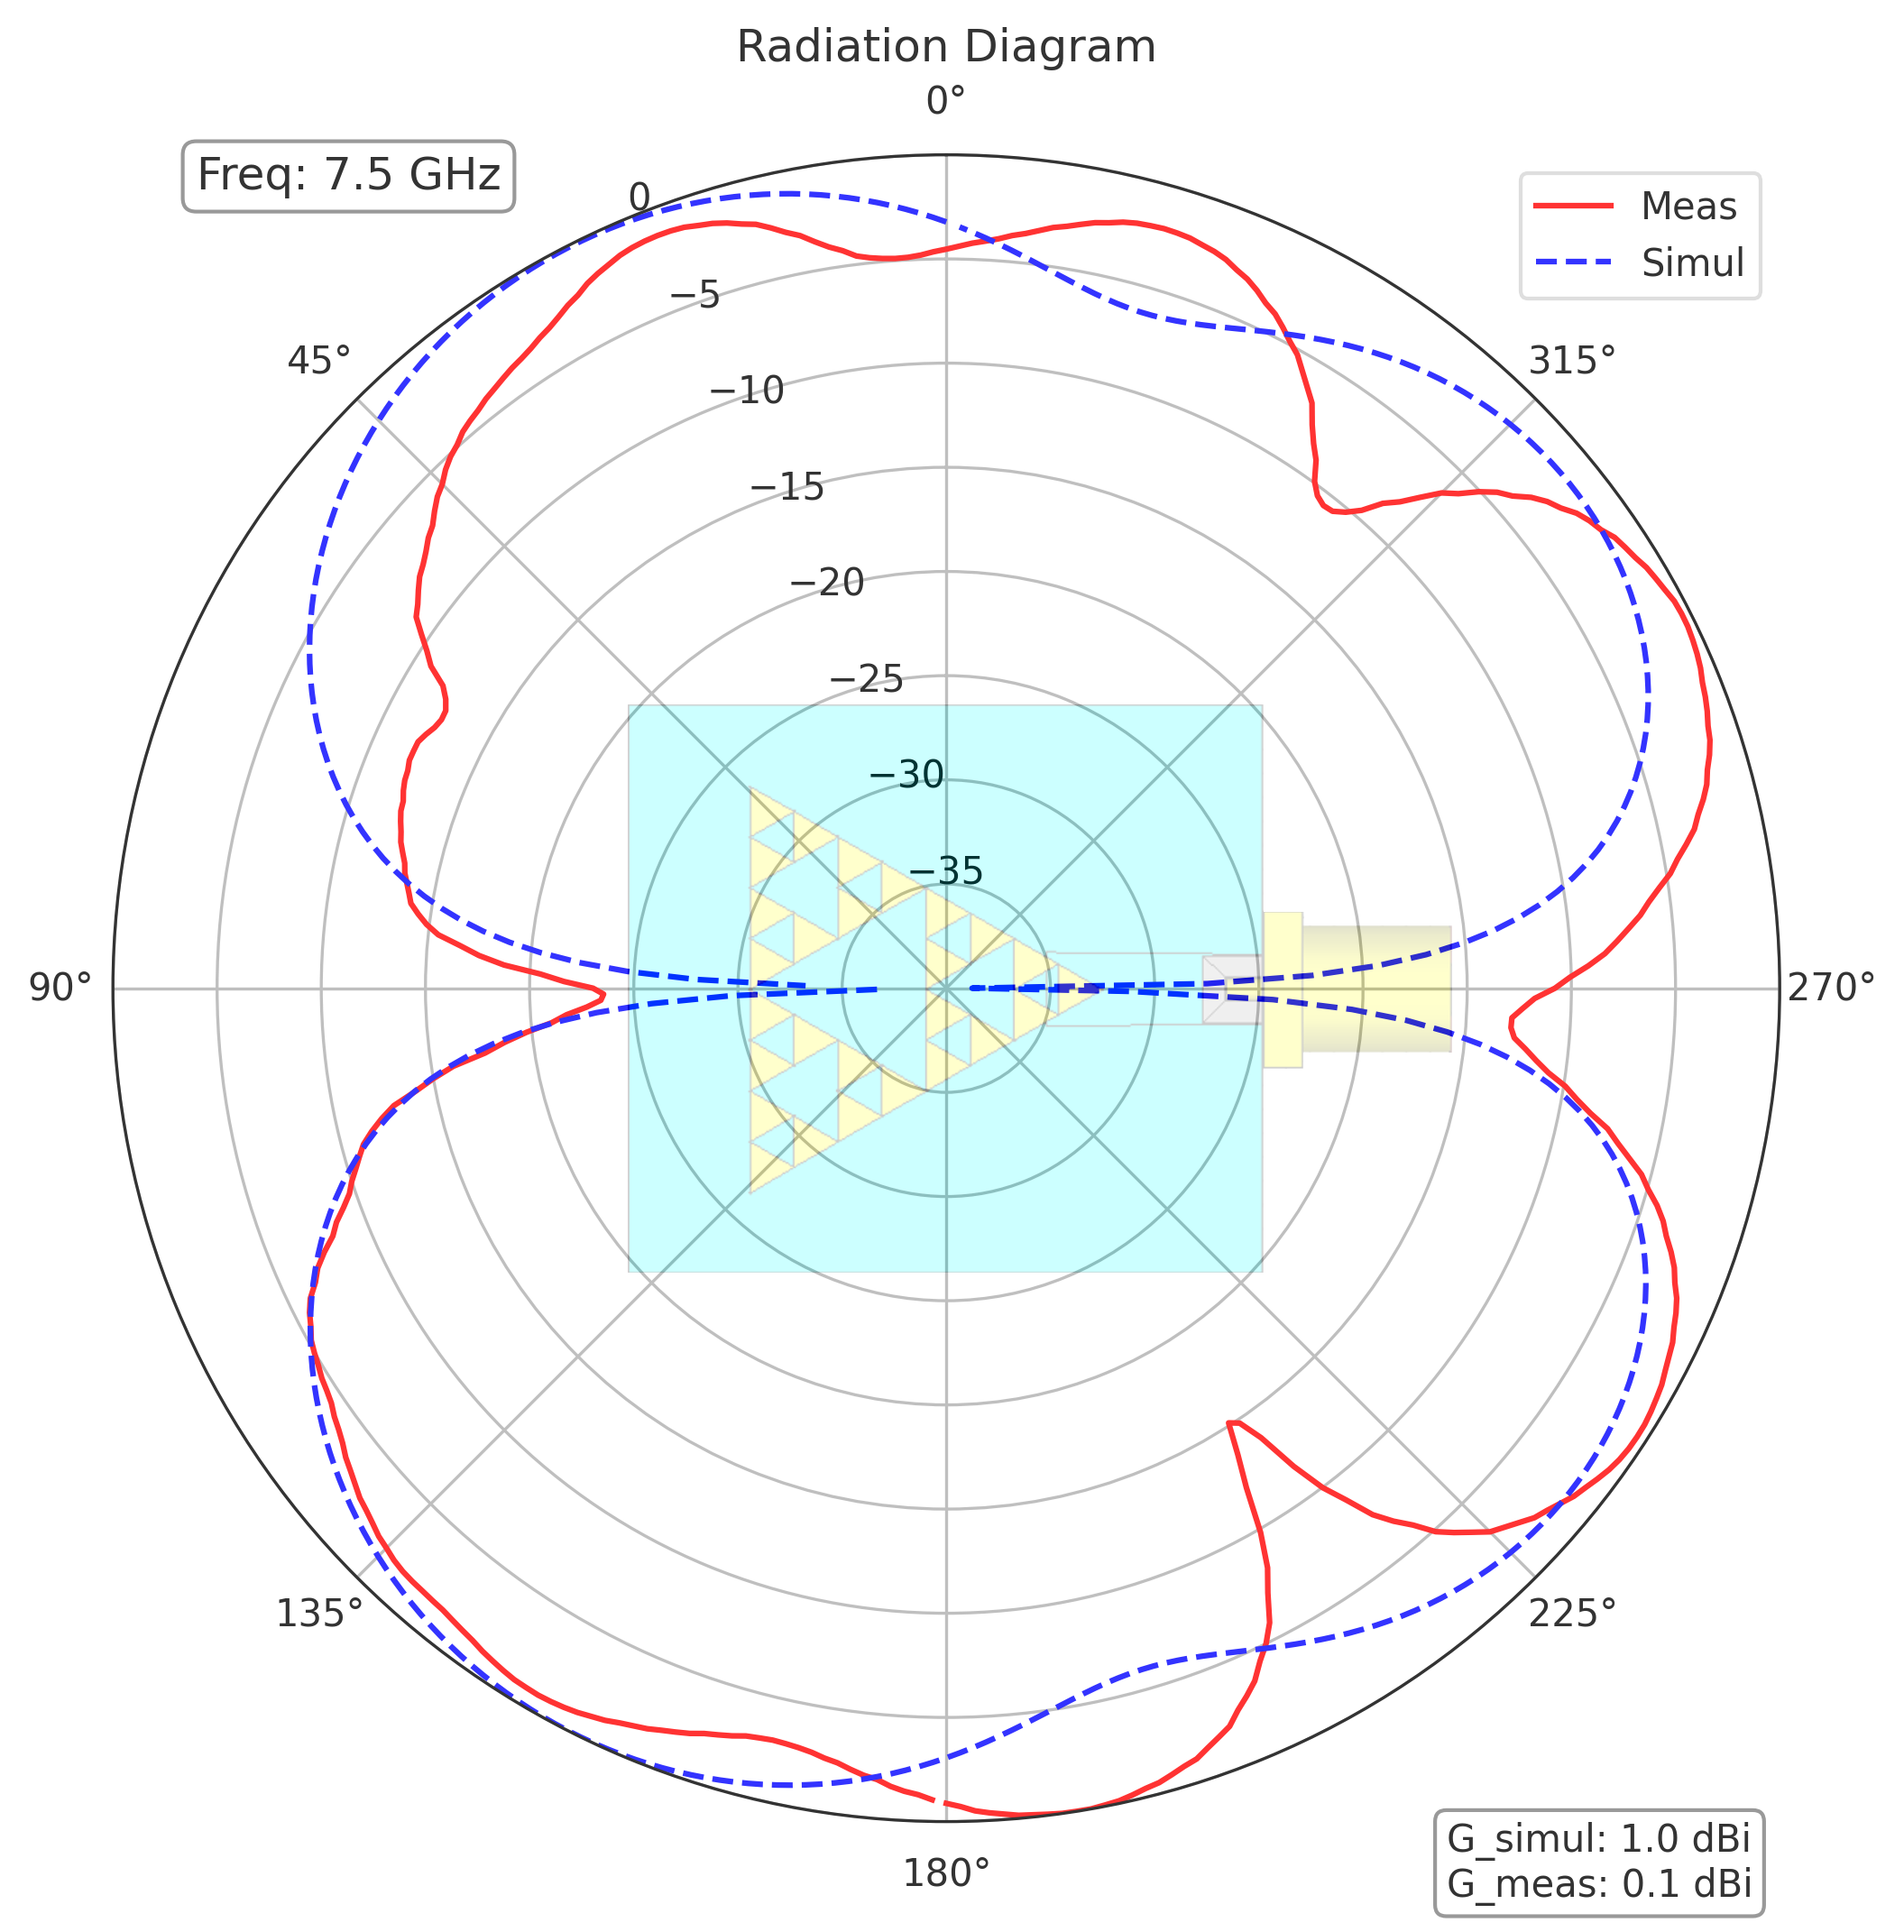 Radiation Diagram
0°
Freq: 7.5 GHz
Meas
Simul
0
−5
−10
−15
−20
−25
−30
−35
45°
315°
90°
270°
135°
225°
180°
G_simul: 1.0 dBi
G_meas: 0.1 dBi